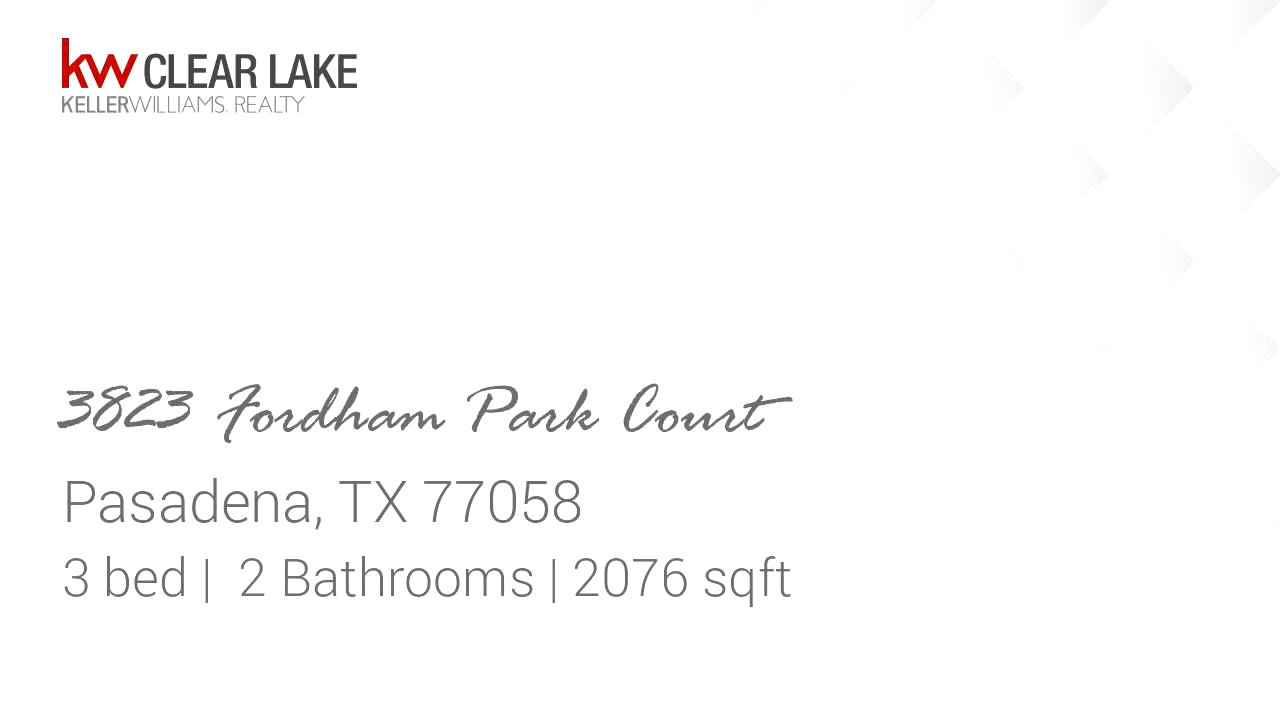 kw CLEAR LAKE
KELLERWILLIAMS. REALTY
3823 Fordham Park Court
Pasadena, TX 77058
3 bed | 2 Bathrooms | 2076 sqft